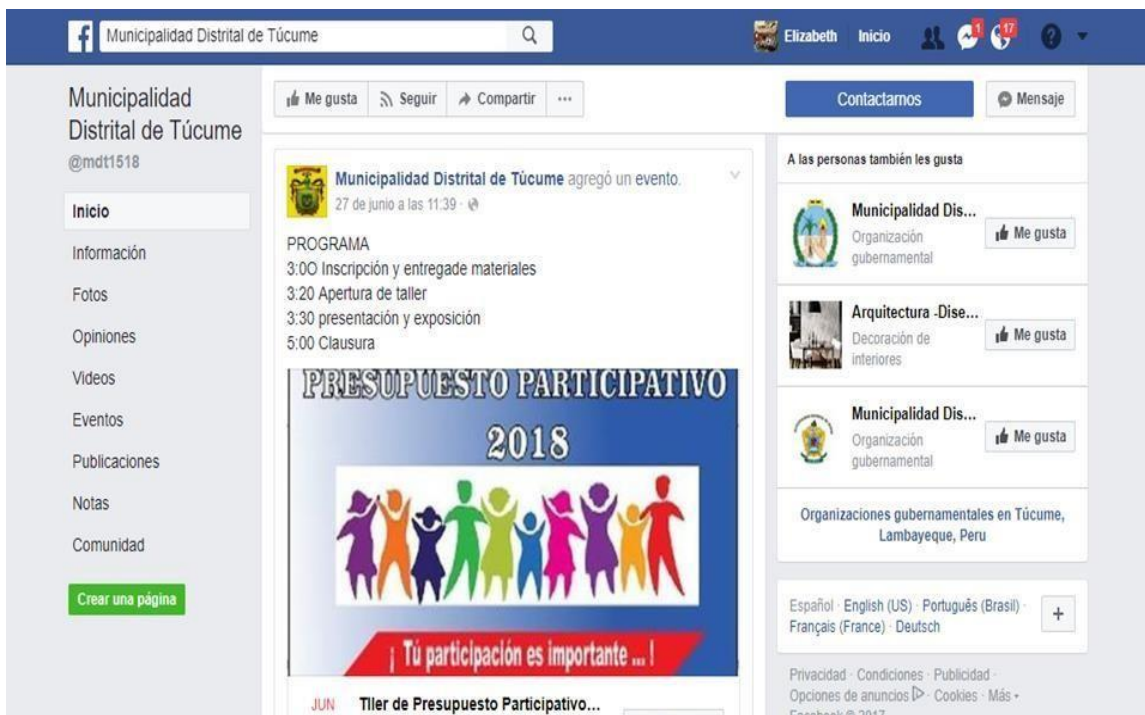 Municipalidad Distrital de Túcume
Elizabeth Inicio 1 17 ?
Municipalidad
Distrital de Túcume
@mdt1518
Inicio
Información
Fotos
Opiniones
Videos
Eventos
Publicaciones
Notas
Comunidad
Crear una página
Me gusta Seguir Compartir ...
Contactarnos Mensaje
Municipalidad Distrital de Túcume agregó un evento.
27 de junio a las 11:39 ·
PROGRAMA
3:0O Inscripción y entregade materiales
3:20 Apertura de taller
3:30 presentación y exposición
5:00 Clausura
PRESUPUESTO PARTICIPATIVO
2018
¡ Tú participación es importante ... !
JUN Tller de Presupuesto Participativo...
A las personas también les gusta
Municipalidad Dis...
Organización
gubernamental
Me gusta
Arquitectura -Dise...
Decoración de
interiores
Me gusta
Municipalidad Dis...
Organización
gubernamental
Me gusta
Organizaciones gubernamentales en Túcume,
Lambayeque, Peru
Español · English (US) · Português (Brasil) ·
Français (France) · Deutsch
+
Privacidad · Condiciones · Publicidad ·
Opciones de anuncios · Cookies · Más
Facebook © 2017